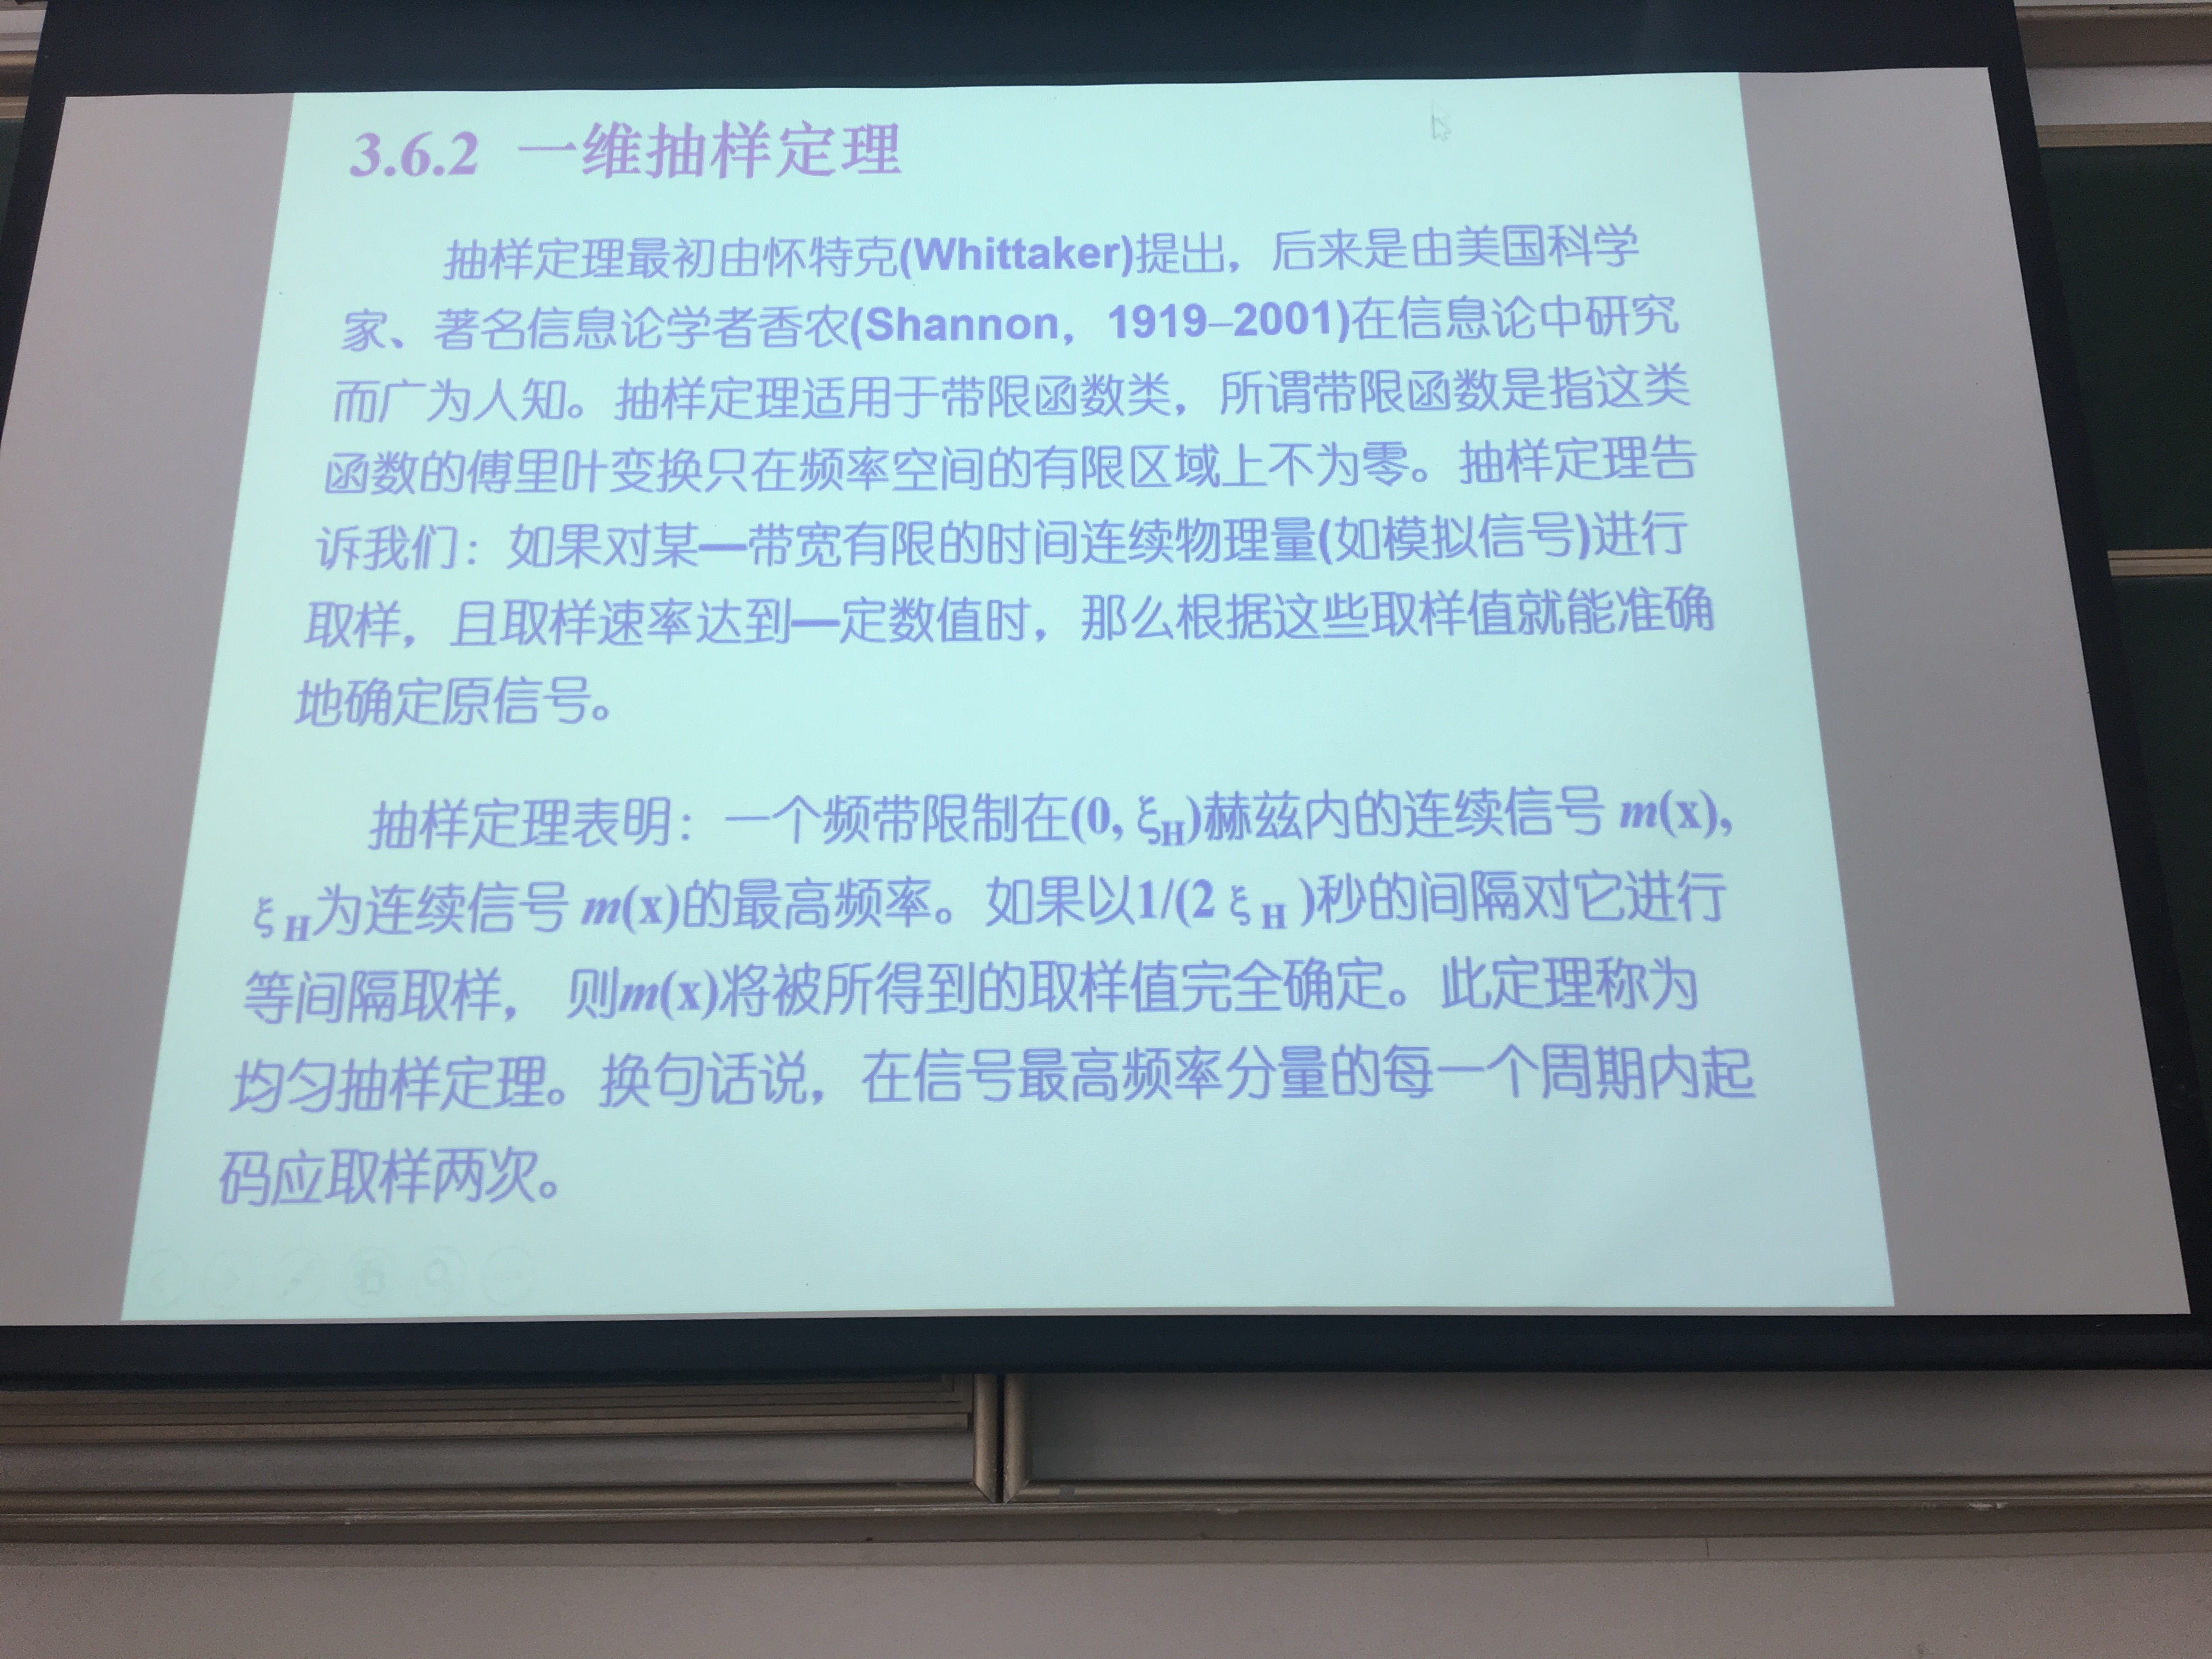 3.6.2 一维抽样定理
抽样定理最初由怀特克(Whittaker)提出，后来是由美国科学
家、著名信息论学者香农(Shannon，1919–2001)在信息论中研究
而广为人知。抽样定理适用于带限函数类，所谓带限函数是指这类
函数的傅里叶变换只在频率空间的有限区域上不为零。抽样定理告
诉我们：如果对某—带宽有限的时间连续物理量(如模拟信号)进行
取样，且取样速率达到—定数值时，那么根据这些取样值就能准确
地确定原信号。
抽样定理表明：一个频带限制在(0, ξH)赫兹内的连续信号 m(x),
ξH为连续信号 m(x)的最高频率。如果以1/(2 ξH )秒的间隔对它进行
等间隔取样， 则m(x)将被所得到的取样值完全确定。此定理称为
均匀抽样定理。换句话说，在信号最高频率分量的每一个周期内起
码应取样两次。